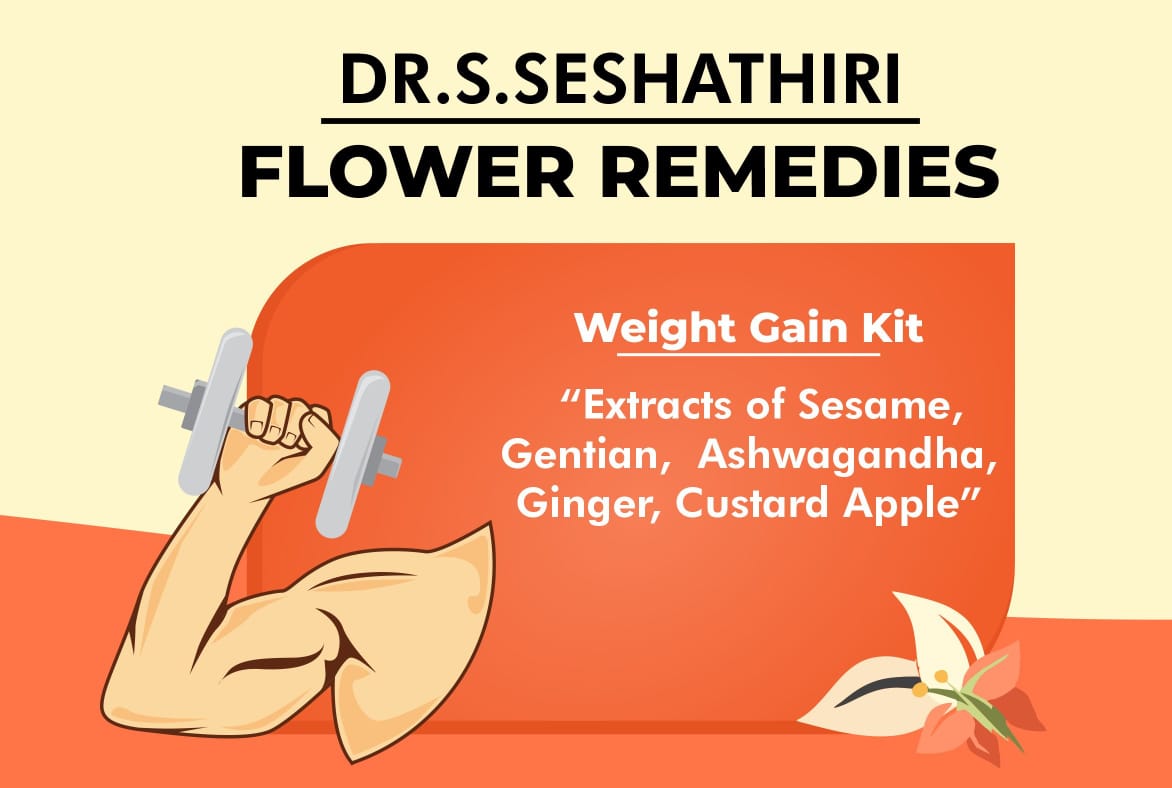 DR.S.SESHATHIRI
FLOWER REMEDIES
Weight Gain Kit
“Extracts of Sesame,
Gentian,  Ashwagandha,
Ginger, Custard Apple”